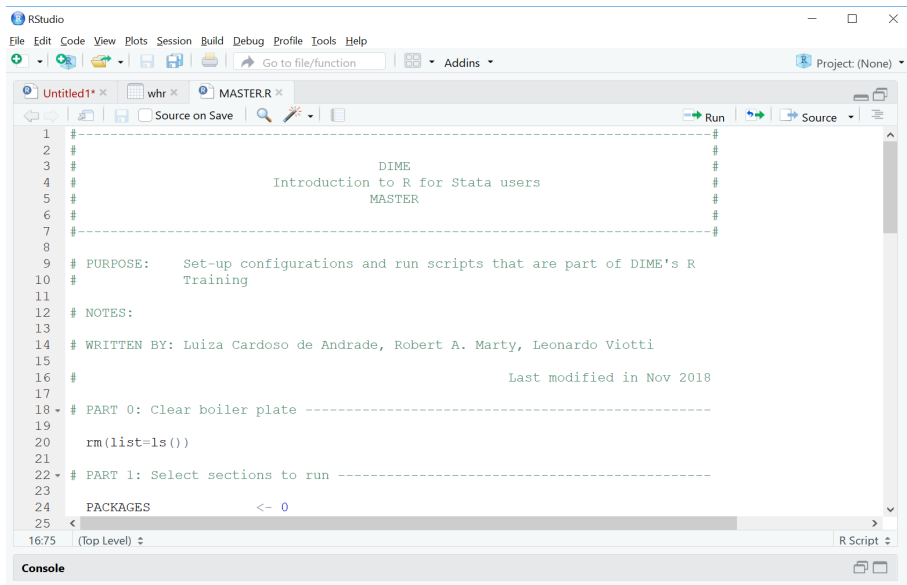 RStudio
File Edit Code View Plots Session Build Debug Profile Tools Help
Go to file/function Addins Project: (None)
Untitled1* whr MASTER.R
Source on Save Run Source
1 #------------------------------------------------------------------------------#
2 # #
3 # DIME #
4 # Introduction to R for Stata users #
5 # MASTER #
6 # #
7 #------------------------------------------------------------------------------#
8
9 # PURPOSE: Set-up configurations and run scripts that are part of DIME's R
10 # Training
11
12 # NOTES:
13
14 # WRITTEN BY: Luiza Cardoso de Andrade, Robert A. Marty, Leonardo Viotti
15
16 # Last modified in Nov 2018
17
18 # PART 0: Clear boiler plate --------------------------------------------------
19
20 rm(list=ls())
21
22 # PART 1: Select sections to run ----------------------------------------------
23
24 PACKAGES <- 0
25
16:75 (Top Level) R Script
Console